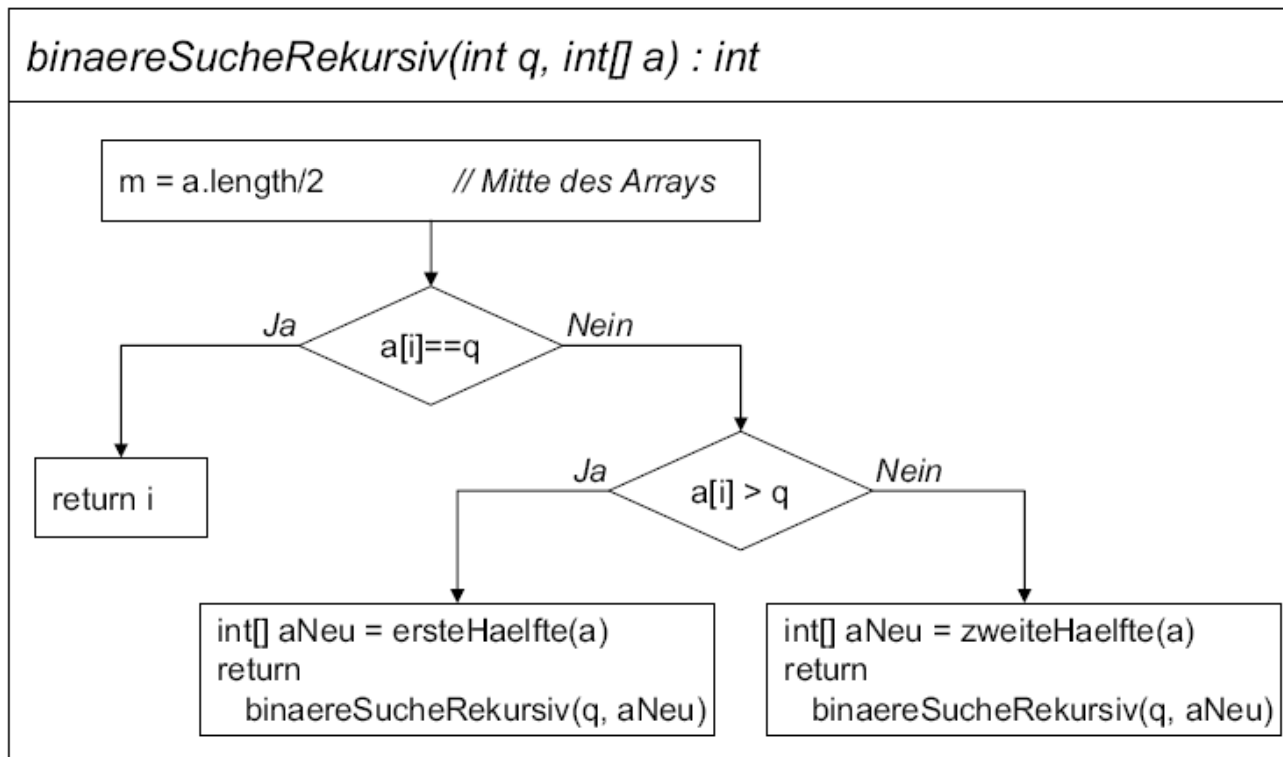 binaereSucheRekursiv(int q, int[] a) : int
m = a.length/2 // Mitte des Arrays
Ja
Nein
a[i]==q
return i
Ja
Nein
a[i] > q
int[] aNeu = ersteHaelfte(a)
return
binaereSucheRekursiv(q, aNeu)
int[] aNeu = zweiteHaelfte(a)
return
binaereSucheRekursiv(q, aNeu)